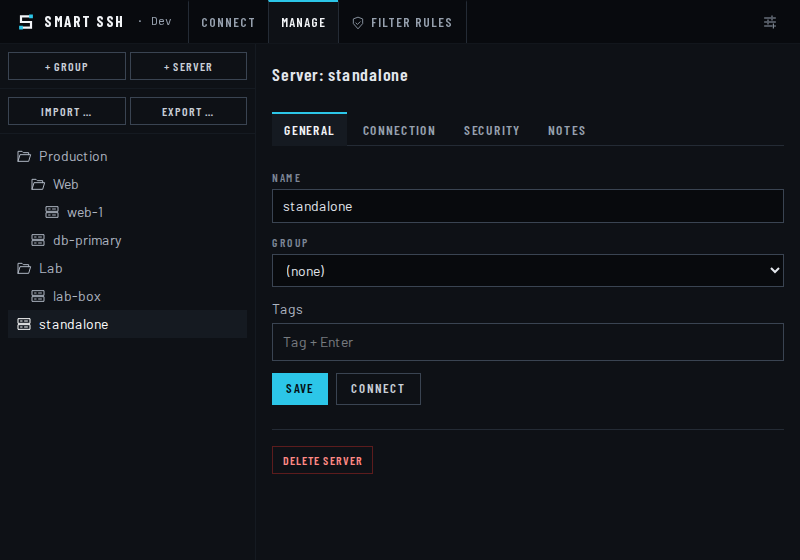 SMART SSH · Dev CONNECT MANAGE FILTER RULES
+ GROUP + SERVER
IMPORT ... EXPORT ...
Production
Web
web-1
db-primary
Lab
lab-box
standalone
Server: standalone
GENERAL CONNECTION SECURITY NOTES
NAME
standalone
GROUP
(none)
Tags
Tag + Enter
SAVE CONNECT
DELETE SERVER